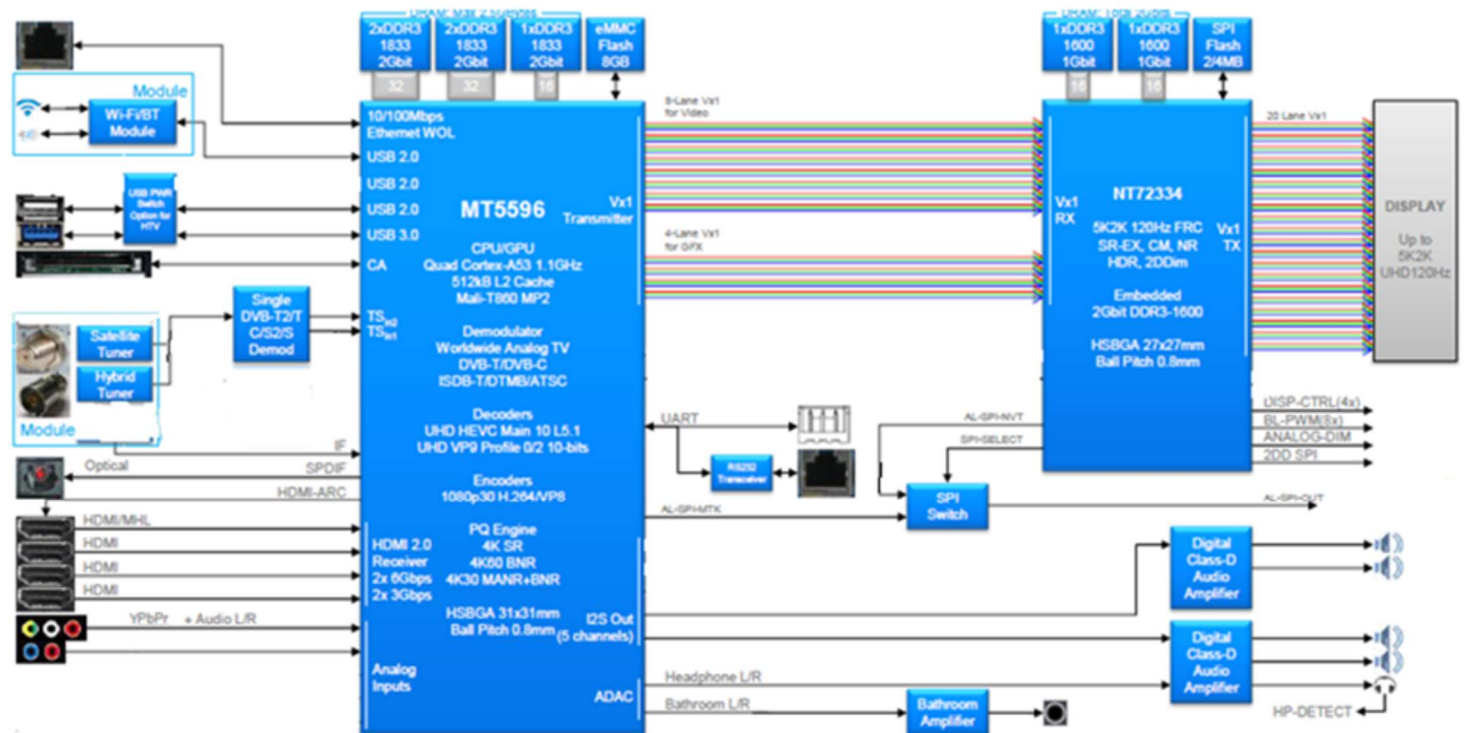 DRAM: Max 2.5GBytes
2xDDR3
1833
2Gbit
2xDDR3
1833
2Gbit
1xDDR3
1833
2Gbit
eMMC
Flash
8GB
32
32
16
DRAM: Total 2Gbit
1xDDR3
1600
1Gbit
1xDDR3
1600
1Gbit
SPI
Flash
2/4MB
16
16
Module
Wi-Fi/BT
Module
USB PWR
Switch
Option for
HTV
Single
DVB-T2/T
C/S2/S
Demod
Satellite
Tuner
Hybrid
Tuner
Module
IF
Optical
SPDIF
HDMI-ARC
HDMI/MHL
HDMI
HDMI
HDMI
YPbPr + Audio L/R
10/100Mbps
Ethernet WOL
USB 2.0
USB 2.0
USB 2.0
USB 3.0
CA
TSin2
TSin1
MT5596
Vx1
Transmitter
CPU/GPU
Quad Cortex-A53 1.1GHz
512kB L2 Cache
Mali-T860 MP2
Demodulator
Worldwide Analog TV
DVB-T/DVB-C
ISDB-T/DTMB/ATSC
Decoders
UHD HEVC Main 10 L5.1
UHD VP9 Profile 0/2 10-bits
Encoders
1080p30 H.264/VP8
PQ Engine
4K SR
4K60 BNR
4K30 MANR+BNR
HDMI 2.0
Receiver
2x 6Gbps
2x 3Gbps
HSBGA 31x31mm
Ball Pitch 0.8mm
I2S Out
(5 channels)
Analog
Inputs
ADAC
8-Lane Vx1
for Video
4-Lane Vx1
for GFX
UART
RS232
Transceiver
AL-SPI-NVT
SPI-SELECT
AL-SPI-MTK
SPI
Switch
AL-SPI-OUT
Vx1
RX
NT72334
5K2K 120Hz FRC
SR-EX, CM, NR
HDR, 2DDim
Vx1
TX
Embedded
2Gbit DDR3-1600
HSBGA 27x27mm
Ball Pitch 0.8mm
20 Lane Vx1
DISPLAY
Up to
5K2K
UHD120Hz
DISP-CTRL(4x)
BL-PWM(8x)
ANALOG-DIM
2DD SPI
Digital
Class-D
Audio
Amplifier
Digital
Class-D
Audio
Amplifier
Headphone L/R
Bathroom L/R
Bathroom
Amplifier
HP-DETECT